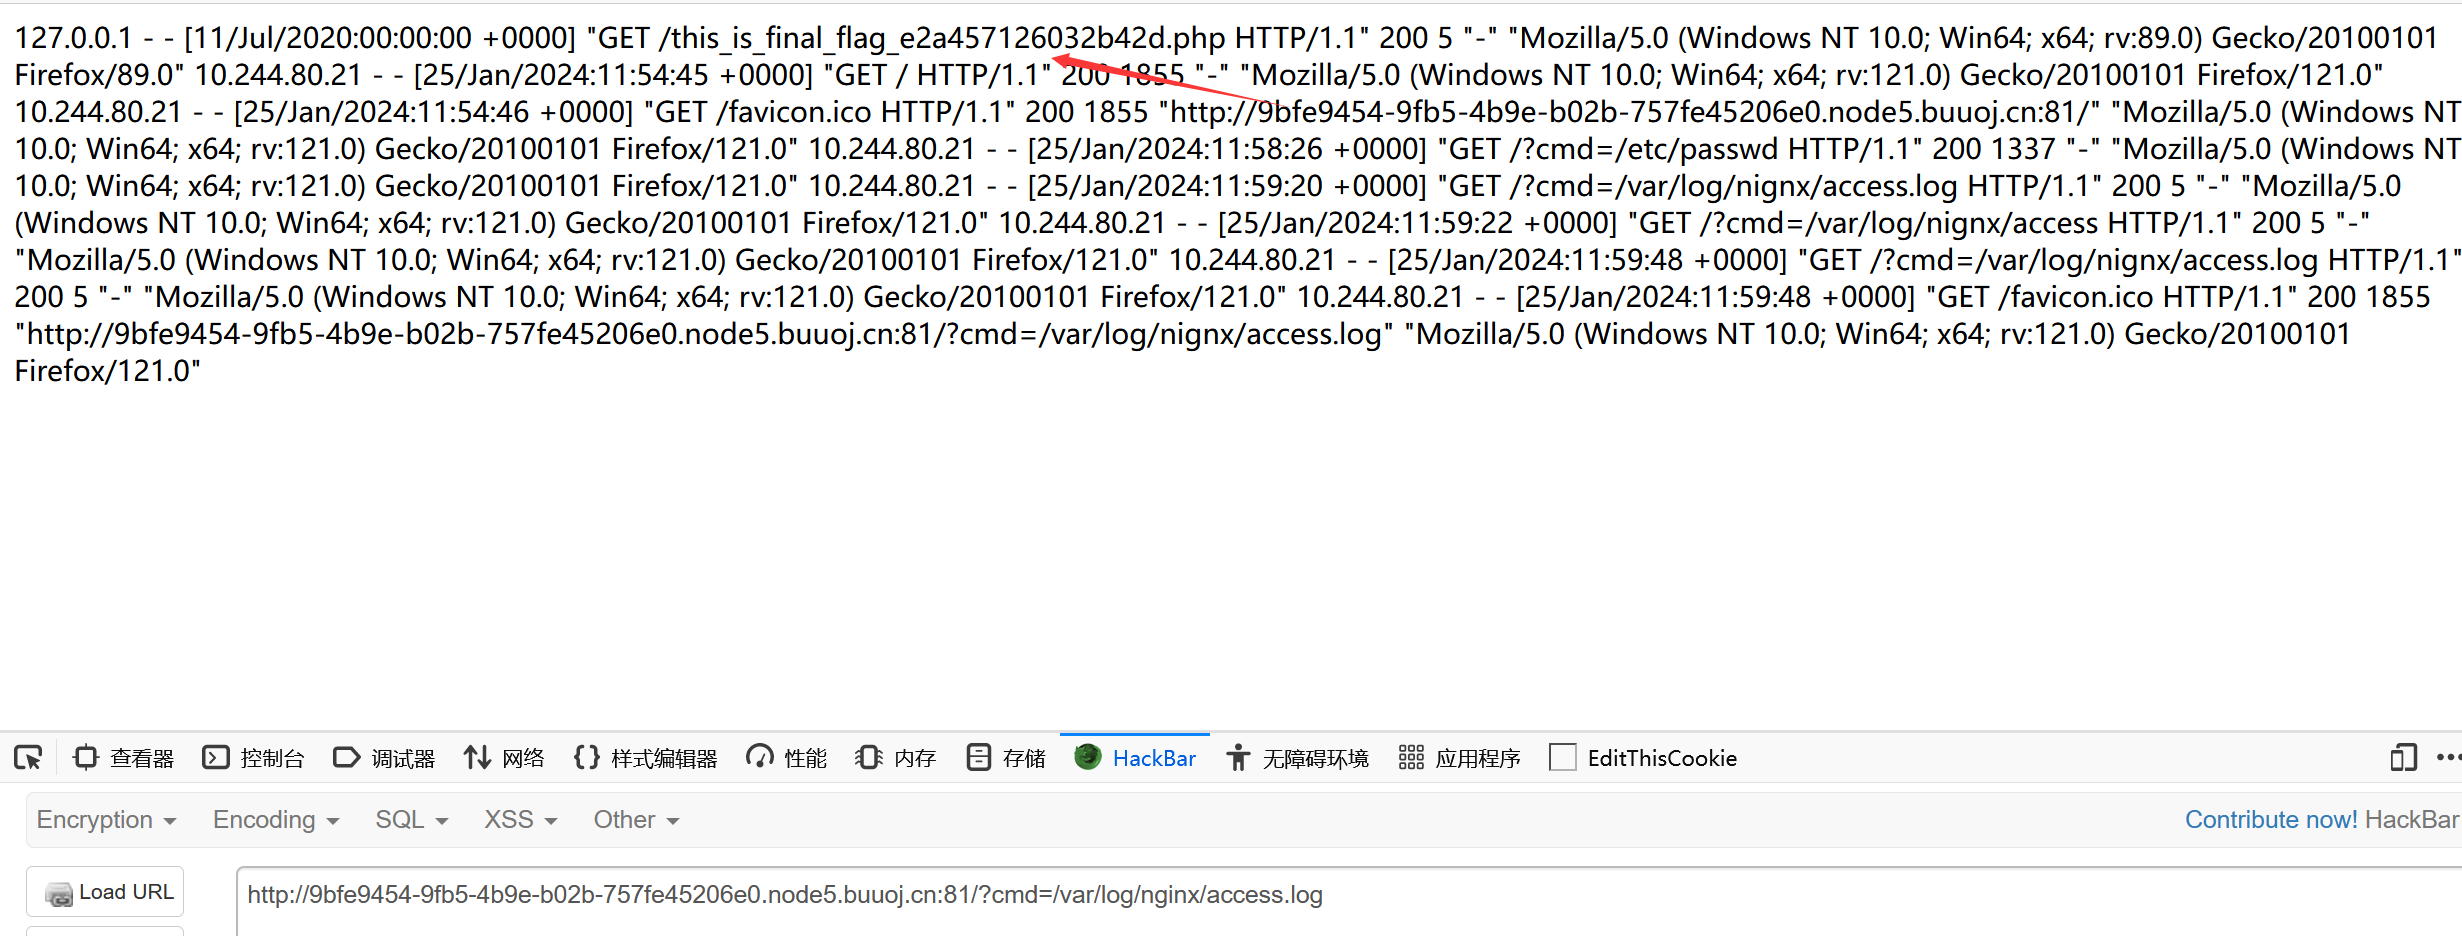 127.0.0.1 - - [11/Jul/2020:00:00:00 +0000] "GET /this_is_final_flag_e2a457126032b42d.php HTTP/1.1" 200 5 "-" "Mozilla/5.0 (Windows NT 10.0; Win64; x64; rv:89.0) Gecko/20100101
Firefox/89.0" 10.244.80.21 - - [25/Jan/2024:11:54:45 +0000] "GET / HTTP/1.1" 200 1855 "-" "Mozilla/5.0 (Windows NT 10.0; Win64; x64; rv:121.0) Gecko/20100101 Firefox/121.0"
10.244.80.21 - - [25/Jan/2024:11:54:46 +0000] "GET /favicon.ico HTTP/1.1" 200 1855 "http://9bfe9454-9fb5-4b9e-b02b-757fe45206e0.node5.buuoj.cn:81/" "Mozilla/5.0 (Windows NT
10.0; Win64; x64; rv:121.0) Gecko/20100101 Firefox/121.0" 10.244.80.21 - - [25/Jan/2024:11:58:26 +0000] "GET /?cmd=/etc/passwd HTTP/1.1" 200 1337 "-" "Mozilla/5.0 (Windows NT
10.0; Win64; x64; rv:121.0) Gecko/20100101 Firefox/121.0" 10.244.80.21 - - [25/Jan/2024:11:59:20 +0000] "GET /?cmd=/var/log/nignx/access.log HTTP/1.1" 200 5 "-" "Mozilla/5.0
(Windows NT 10.0; Win64; x64; rv:121.0) Gecko/20100101 Firefox/121.0" 10.244.80.21 - - [25/Jan/2024:11:59:22 +0000] "GET /?cmd=/var/log/nignx/access HTTP/1.1" 200 5 "-"
"Mozilla/5.0 (Windows NT 10.0; Win64; x64; rv:121.0) Gecko/20100101 Firefox/121.0" 10.244.80.21 - - [25/Jan/2024:11:59:48 +0000] "GET /?cmd=/var/log/nignx/access.log HTTP/1.1"
200 5 "-" "Mozilla/5.0 (Windows NT 10.0; Win64; x64; rv:121.0) Gecko/20100101 Firefox/121.0" 10.244.80.21 - - [25/Jan/2024:11:59:48 +0000] "GET /favicon.ico HTTP/1.1" 200 1855
"http://9bfe9454-9fb5-4b9e-b02b-757fe45206e0.node5.buuoj.cn:81/?cmd=/var/log/nignx/access.log" "Mozilla/5.0 (Windows NT 10.0; Win64; x64; rv:121.0) Gecko/20100101
Firefox/121.0"
查看器 控制台 调试器 网络 样式编辑器 性能 内存 存储 HackBar 无障碍环境 应用程序 EditThisCookie
Encryption Encoding SQL XSS Other Contribute now! HackBar
Load URL http://9bfe9454-9fb5-4b9e-b02b-757fe45206e0.node5.buuoj.cn:81/?cmd=/var/log/nginx/access.log